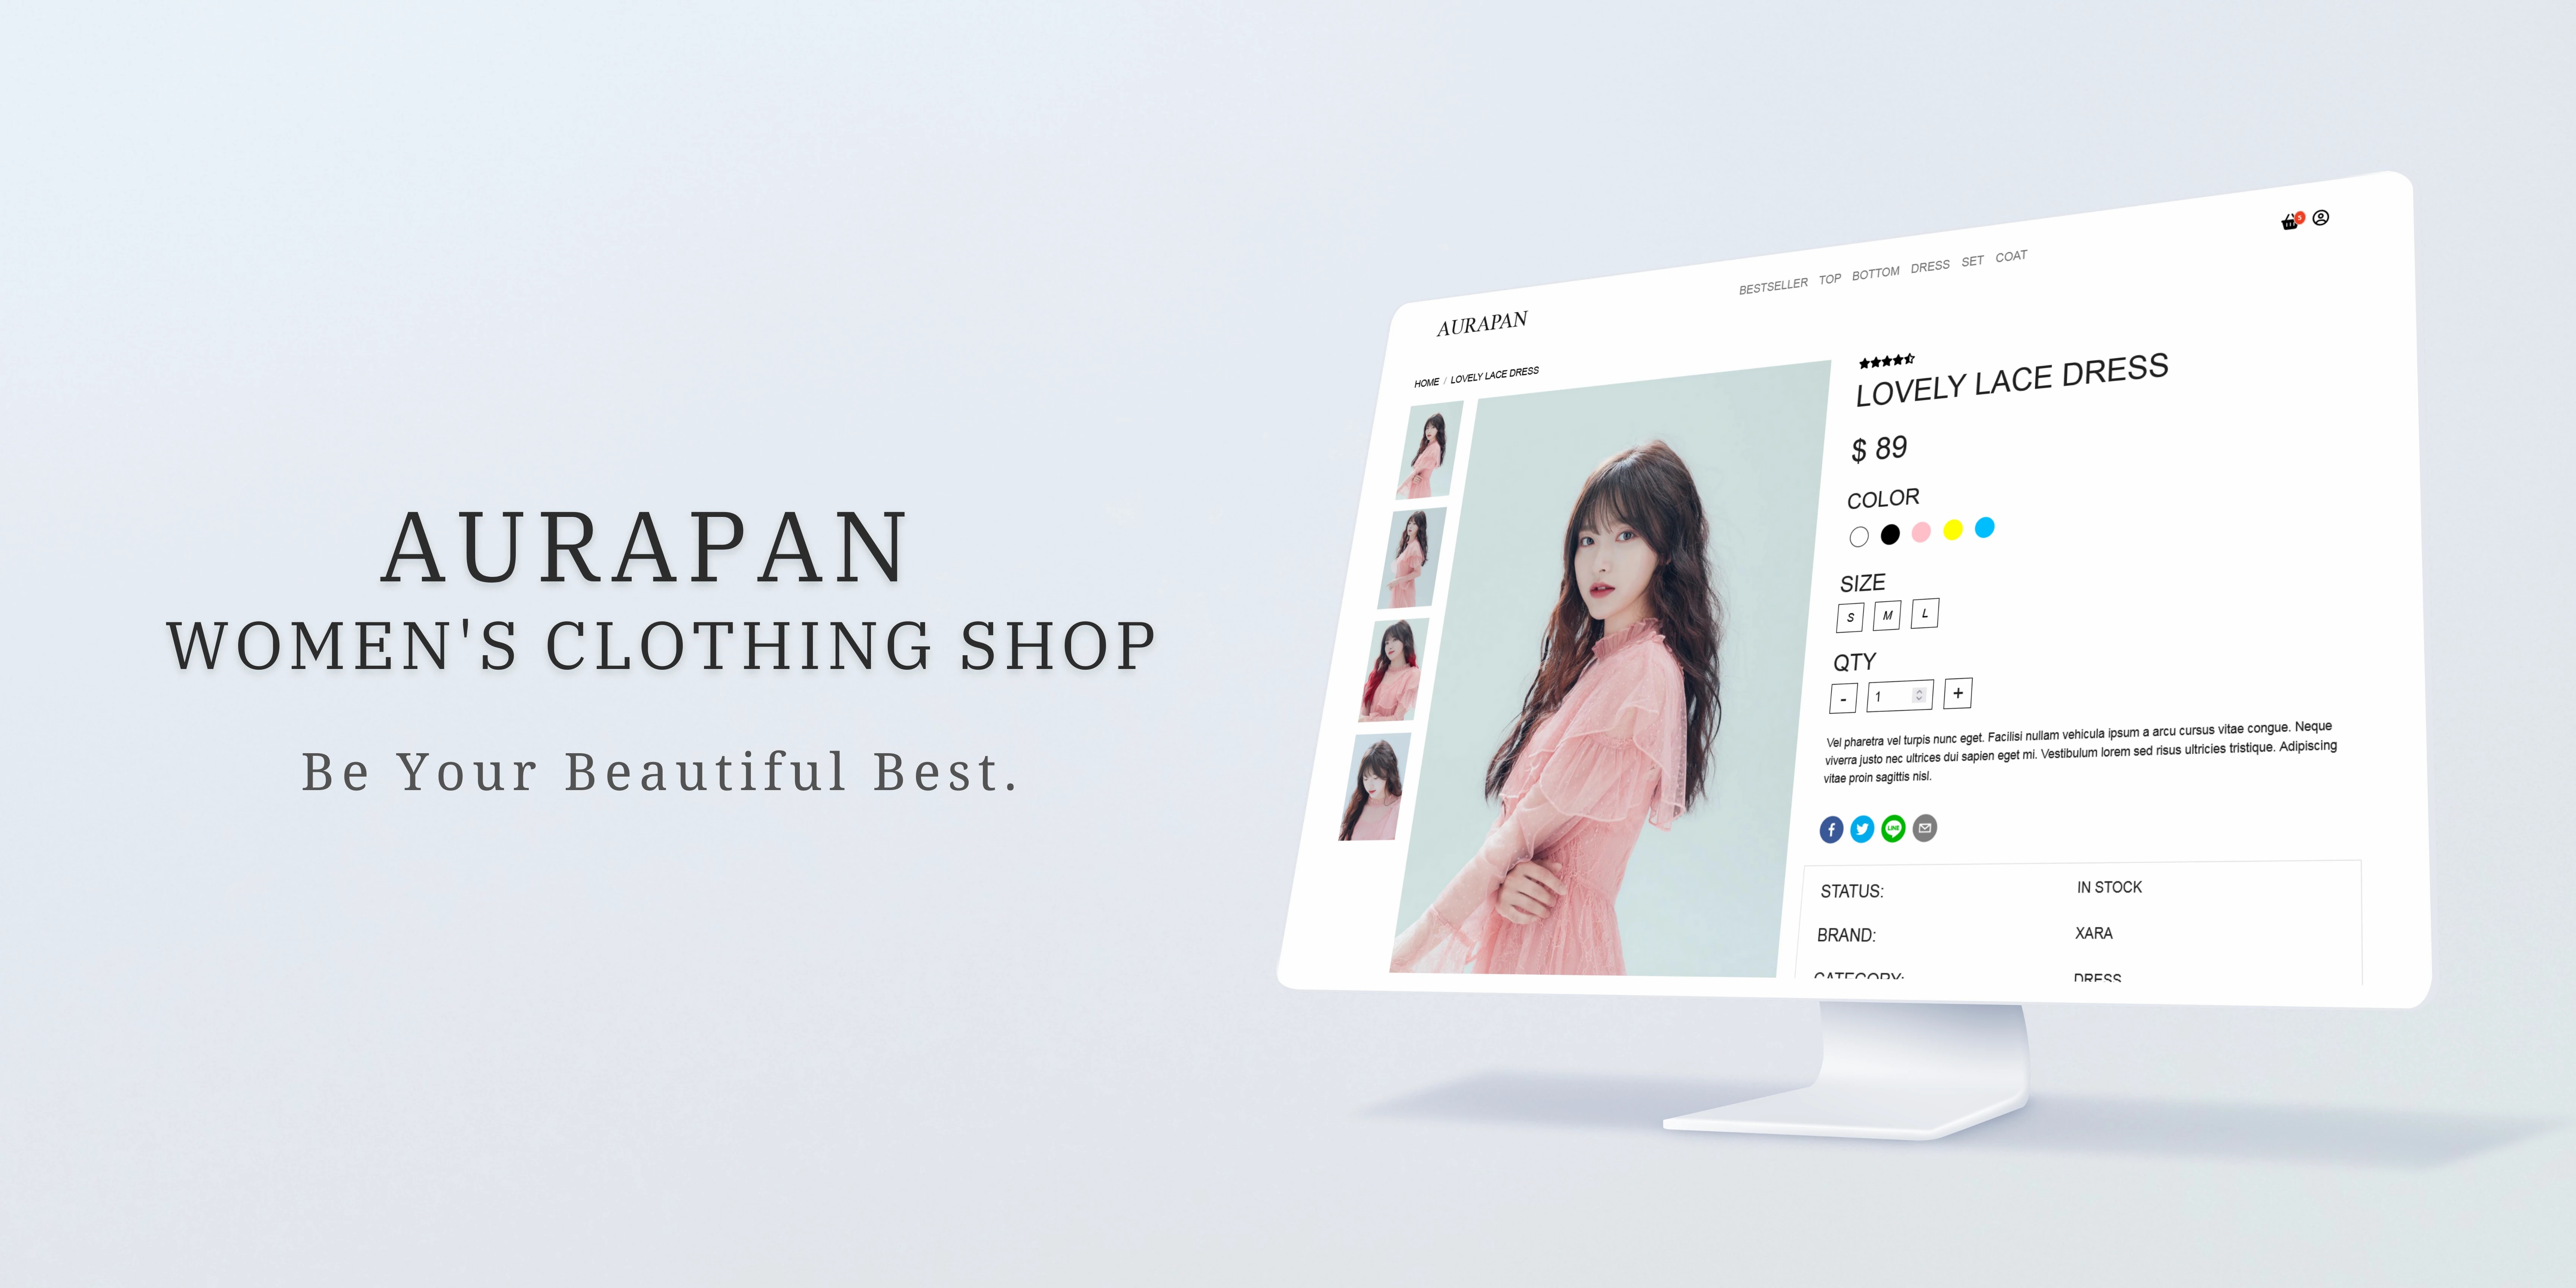 AURAPAN
WOMEN'S CLOTHING SHOP
Be Your Beautiful Best.
5
BESTSELLER TOP BOTTOM DRESS SET COAT
AURAPAN
HOME / LOVELY LACE DRESS
LOVELY LACE DRESS
$ 89
COLOR
SIZE
S M L
QTY
- 1 +
Vel pharetra vel turpis nunc eget. Facilisi nullam vehicula ipsum a arcu cursus vitae congue. Neque
viverra justo nec ultrices dui sapien eget mi. Vestibulum lorem sed risus ultricies tristique. Adipiscing
vitae proin sagittis nisl.
f LINE
STATUS: IN STOCK
BRAND: XARA
CATEGORY: DRESS